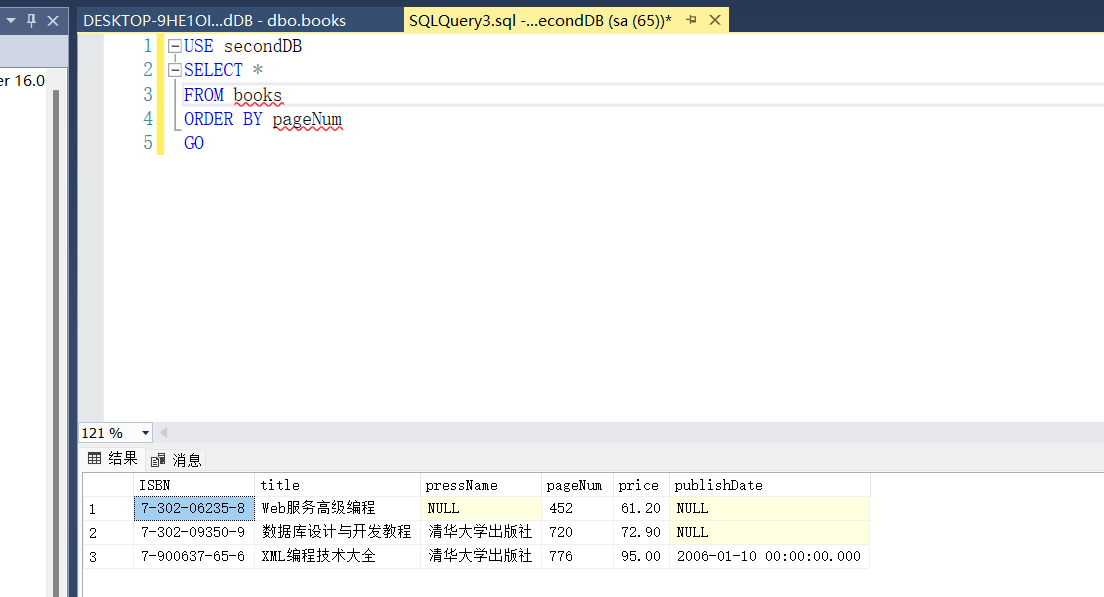 DESKTOP-9HE1OI...dDB - dbo.books
SQLQuery3.sql -...econdDB (sa (65))*
er 16.0
1 USE secondDB
2 SELECT *
3 FROM books
4 ORDER BY pageNum
5 GO
121 %
结果 消息
ISBN title pressName pageNum price publishDate
1 7-302-06235-8 Web服务高级编程 NULL 452 61.20 NULL
2 7-302-09350-9 数据库设计与开发教程 清华大学出版社 720 72.90 NULL
3 7-900637-65-6 XML编程技术大全 清华大学出版社 776 95.00 2006-01-10 00:00:00.000